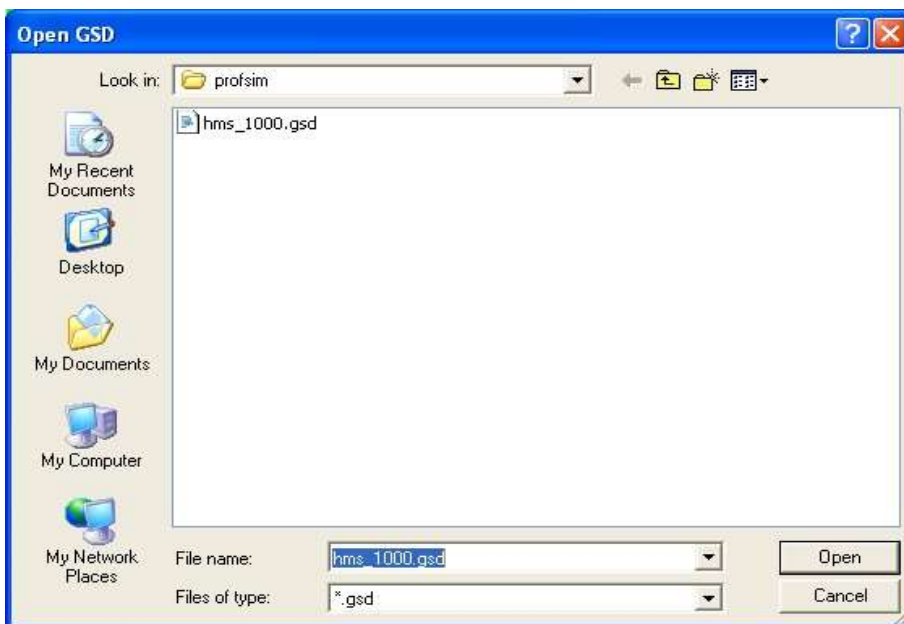 Open GSD
Look in: profsim
hms_1000.gsd
My Recent
Documents
Desktop
My Documents
My Computer
My Network
Places
File name: hms_1000.gsd
Open
Files of type: *.gsd
Cancel